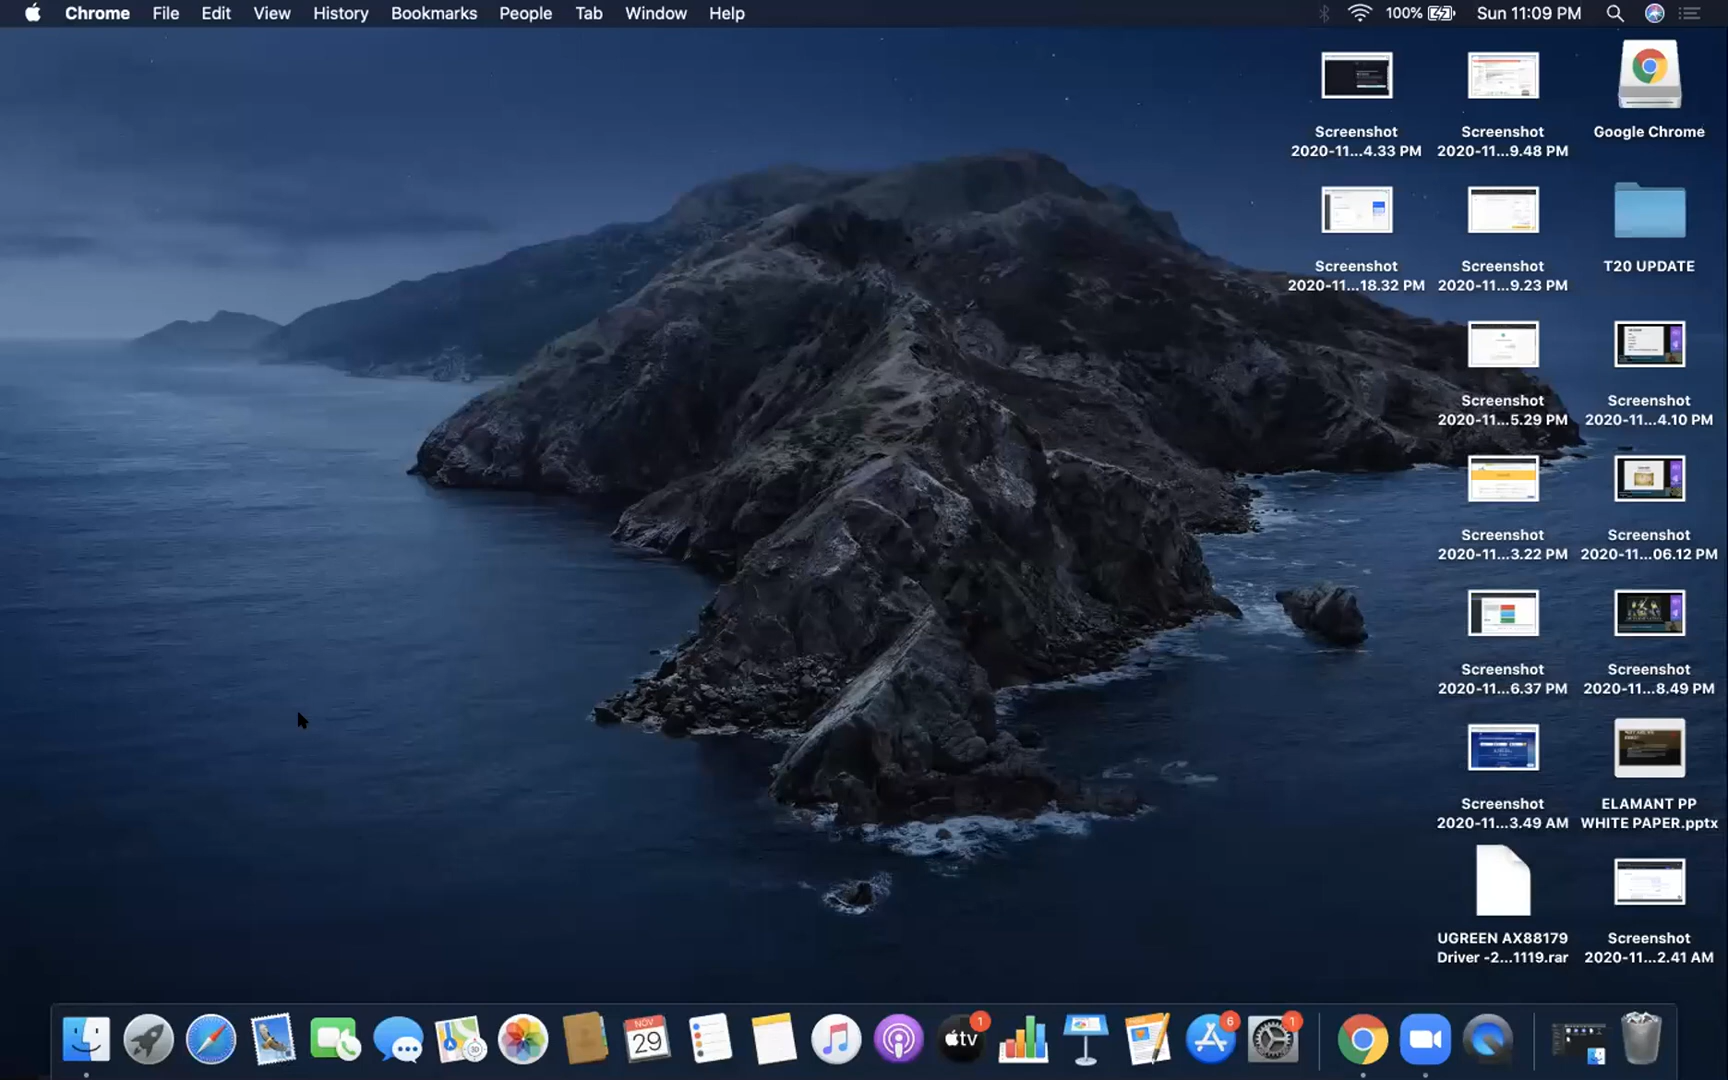 Chrome File Edit View History Bookmarks People Tab Window Help 100% Sun 11:09 PM
Screenshot
2020-11...4.33 PM
Screenshot
2020-11...9.48 PM
Google Chrome
Screenshot
2020-11...18.32 PM
Screenshot
2020-11...9.23 PM
T20 UPDATE
Screenshot
2020-11...5.29 PM
Screenshot
2020-11...4.10 PM
Screenshot
2020-11...3.22 PM
Screenshot
2020-11...06.12 PM
Screenshot
2020-11...6.37 PM
Screenshot
2020-11...8.49 PM
Screenshot
2020-11...3.49 AM
ELAMANT PP
WHITE PAPER.pptx
UGREEN AX88179
Driver -2...1119.rar
Screenshot
2020-11...2.41 AM
NOV
29
tv
1
6
1